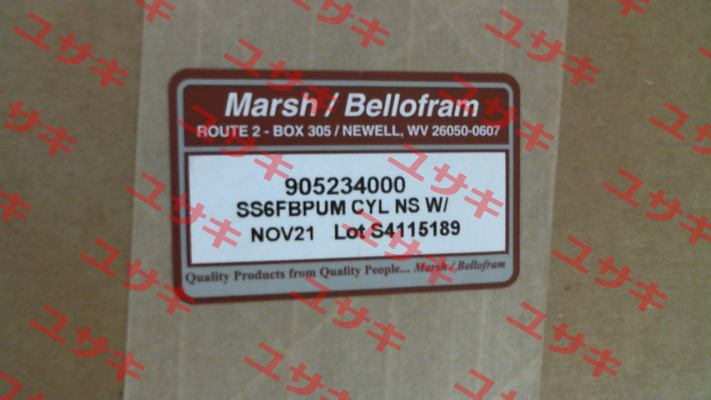 Marsh / Bellofram
ROUTE 2 - BOX 305 / NEWELL, WV 26050-0607
905234000
SS6FBPUM CYL NS W/
NOV21 Lot S4115189
Quality Products from Quality People... Marsh / Bellofram
ユサキ